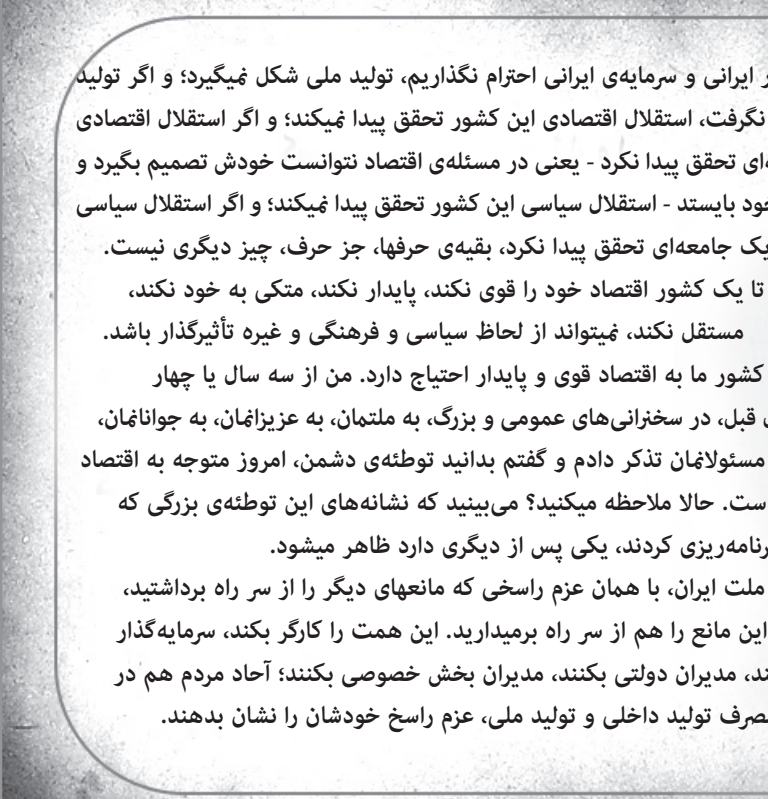 ایرانی و سرمایه‌ی ایرانی احترام نگذاریم، تولید ملی شکل نمیگیرد؛ و اگر تولید
نگرفت، استقلال اقتصادی این کشور تحقق پیدا نمیکند؛ و اگر استقلال اقتصادی
تحقق پیدا نکرد - یعنی در مسئله‌ی اقتصاد نتوانست خودش تصمیم بگیرد و
بایستد - استقلال سیاسی این کشور تحقق پیدا نمیکند؛ و اگر استقلال سیاسی
یک جامعه‌ای تحقق پیدا نکرد، بقیه‌ی حرفها، جز حرف، چیز دیگری نیست.
تا یک کشور اقتصاد خود را قوی نکند، پایدار نکند، متکی به خود نکند،
مستقل نکند، نمیتواند از لحاظ سیاسی و فرهنگی و غیره تأثیرگذار باشد.
کشور ما به اقتصاد قوی و پایدار احتیاج دارد. من از سه سال یا چهار
قبل، در سخنرانی‌های عمومی و بزرگ، به ملتمان، به عزیزانمان، به جوانانمان،
مسئولانمان تذکر دادم و گفتم بدانید توطئه‌ی دشمن، امروز متوجه به اقتصاد
است. حالا ملاحظه میکنید؟ می‌بینید که نشانه‌های این توطئه‌ی بزرگی که
برنامه‌ریزی کردند، یکی پس از دیگری دارد ظاهر میشود.
ملت ایران، با همان عزم راسخی که مانعهای دیگر را از سر راه برداشتید،
این مانع را هم از سر راه برمیدارید. این همت را کارگر بکند، سرمایه‌گذار
مدیران دولتی بکنند، مدیران بخش خصوصی بکنند؛ آحاد مردم هم در
مصرف تولید داخلی و تولید ملی، عزم راسخ خودشان را نشان بدهند.